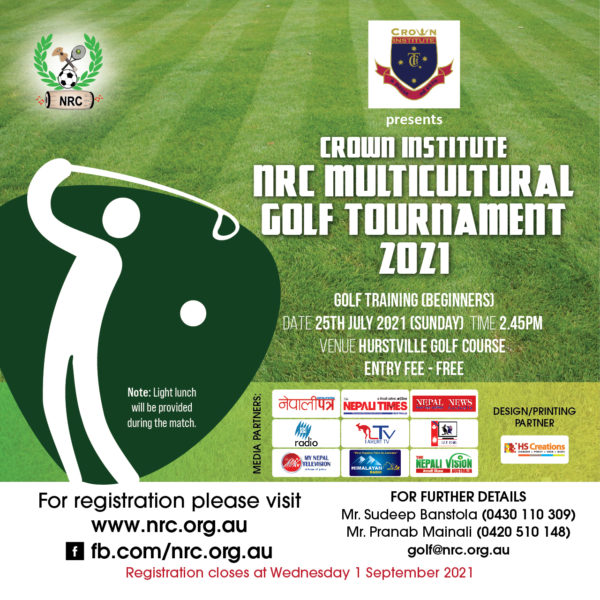 NRC
CROWN
INSTITUTE
presents
CROWN INSTITUTE
NRC MULTICULTURAL
GOLF TOURNAMENT
2021
GOLF TRAINING (BEGINNERS)
DATE 25TH JULY 2021 (SUNDAY) TIME 2.45PM
VENUE HURSTVILLE GOLF COURSE
ENTRY FEE - FREE
Note: Light lunch
will be provided
during the match.
MEDIA PARTNERS:
नेपालीपत्र
THE
NEPALI TIMES
NEPAL NEWS
radio
TV
MY NEPAL
TELEVISION
HIMALAYAN
THE
NEPALI VISION
DESIGN/PRINTING
PARTNER
HS Creations
For registration please visit
www.nrc.org.au
f fb.com/nrc.org.au
FOR FURTHER DETAILS
Mr. Sudeep Banstola (0430 110 309)
Mr. Pranab Mainali (0420 510 148)
golf@nrc.org.au
Registration closes at Wednesday 1 September 2021